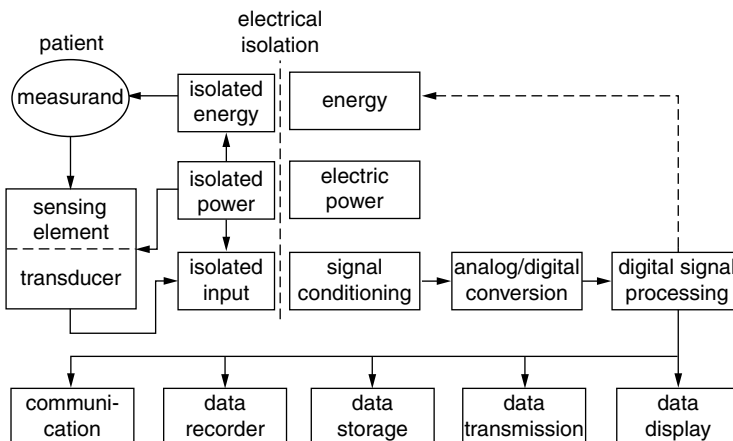 electrical
isolation
patient
measurand
isolated
energy
energy
isolated
power
electric
power
sensing
element
transducer
isolated
input
signal
conditioning
analog/digital
conversion
digital signal
processing
communi-
cation
data
recorder
data
storage
data
transmission
data
display